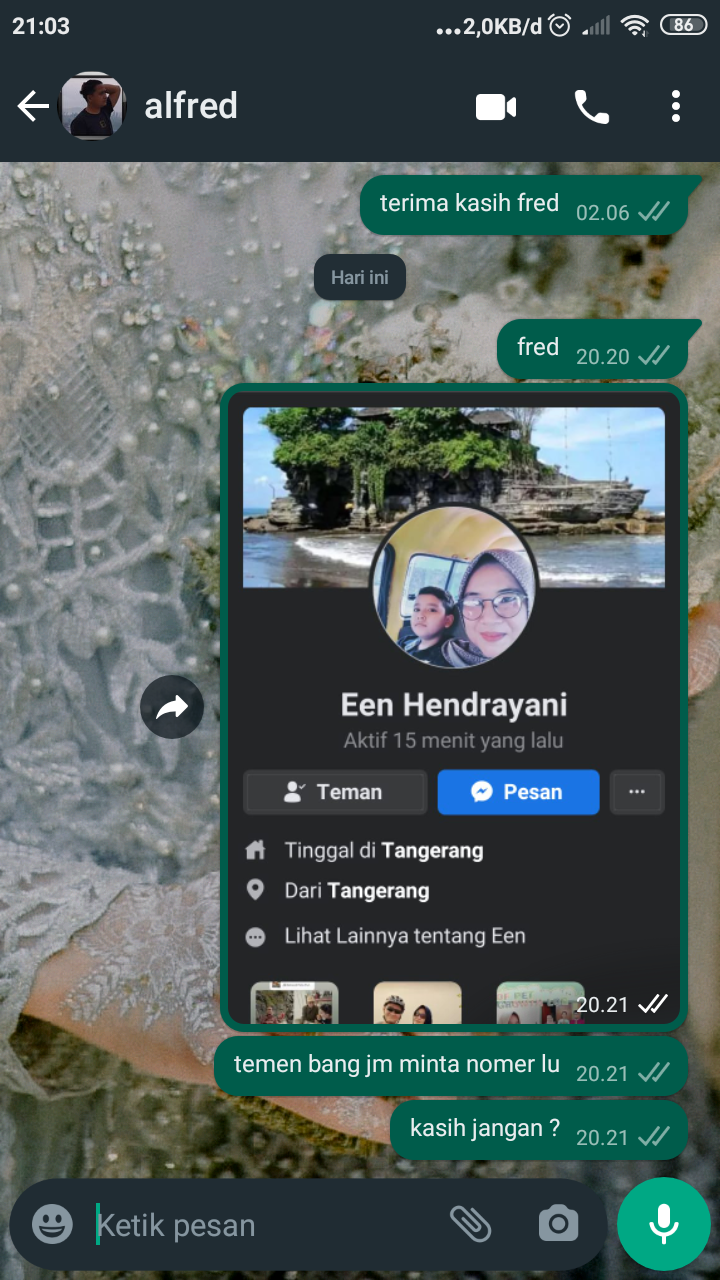 21:03
...2,0KB/d
86
alfred
terima kasih fred 02.06
Hari ini
fred 20.20
Een Hendrayani
Aktif 15 menit yang lalu
Teman
Pesan
Tinggal di Tangerang
Dari Tangerang
Lihat Lainnya tentang Een
20.21
temen bang jm minta nomer lu 20.21
kasih jangan ? 20.21
Ketik pesan